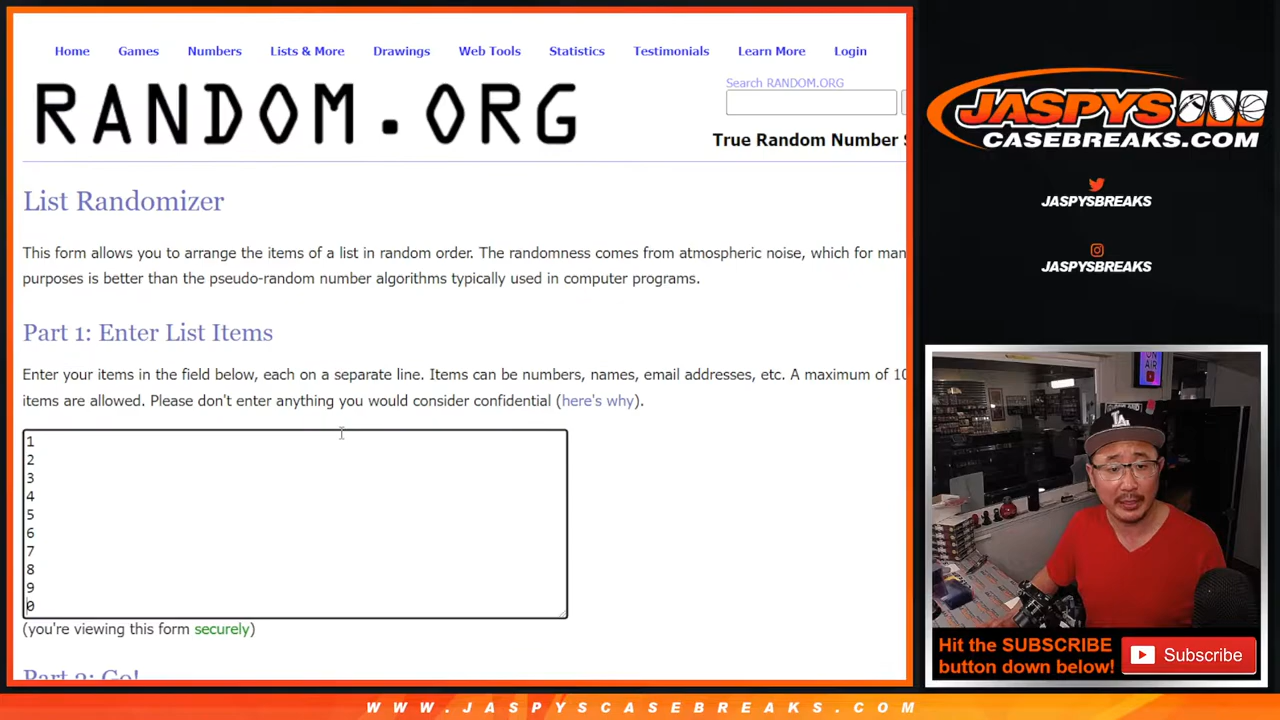 Home Games Numbers Lists & More Drawings Web Tools Statistics Testimonials Learn More Login
RANDOM.ORG
Search RANDOM.ORG
True Random Number S
List Randomizer
This form allows you to arrange the items of a list in random order. The randomness comes from atmospheric noise, which for man
purposes is better than the pseudo-random number algorithms typically used in computer programs.
Part 1: Enter List Items
Enter your items in the field below, each on a separate line. Items can be numbers, names, email addresses, etc. A maximum of 10
items are allowed. Please don't enter anything you would consider confidential (here's why).
1
2
3
4
5
6
7
8
9
0
(you're viewing this form securely)
Part 2: Go!
JASPYS
CASEBREAKS.COM
JASPYSBREAKS
JASPYSBREAKS
ON
AIR
LA
Hit the SUBSCRIBE
button down below!
Subscribe
WWW.JASPYSCASEBREAKS.COM